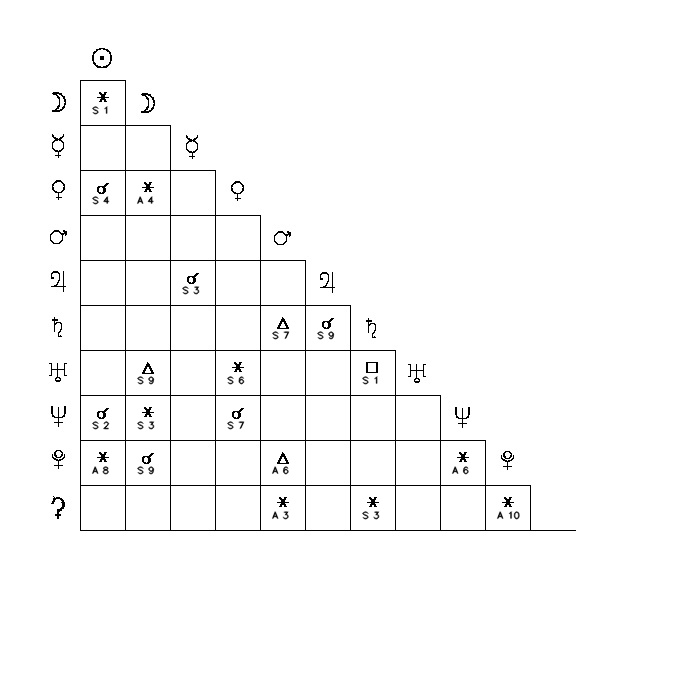 ☉
☽ ⚹ S 1 ☽
☿ ☿
♀ ☌ S 4 ⚹ A 4 ♀
♂ ♂
♃ ☌ S 3 ♃
♄ △ S 7 ☌ S 9 ♄
♅ △ S 9 ⚹ S 6 □ S 1 ♅
♆ ☌ S 2 ⚹ S 3 ☌ S 7 ♆
♇ ⚹ A 8 ☌ S 9 △ A 6 ⚹ A 6 ♇
⚳ ⚹ A 3 ⚹ S 3 ⚹ A 10